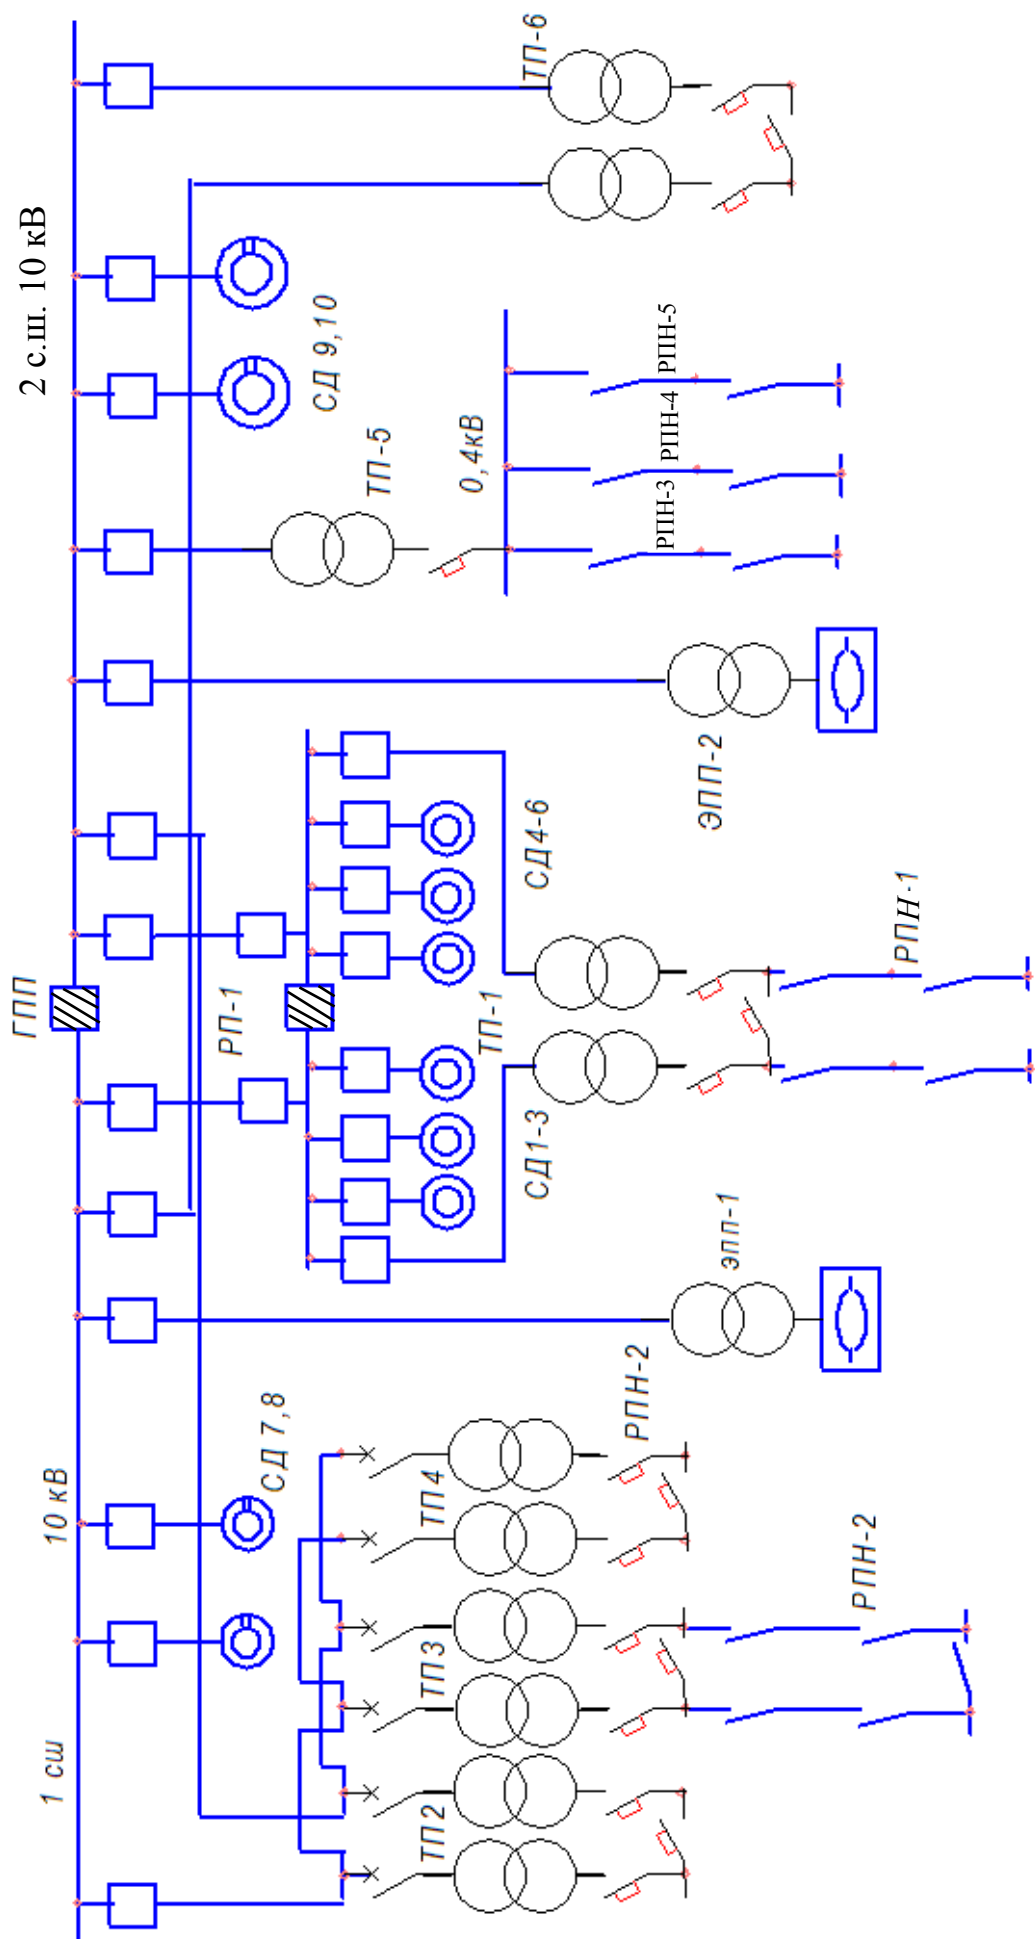 1 сш
10 кВ
ГПП
2 с.ш. 10 кВ
СД 7,8
РП-1
СД 9,10
ТП2
ТП3
ТП4
ТП-1
ТП-5
0,4кВ
ТП-6
СД1-3
СД4-6
РПН-2
РПН-3
РПН-4
РПН-5
ЭПП-1
ЭПП-2
РПН-2
РПН-1